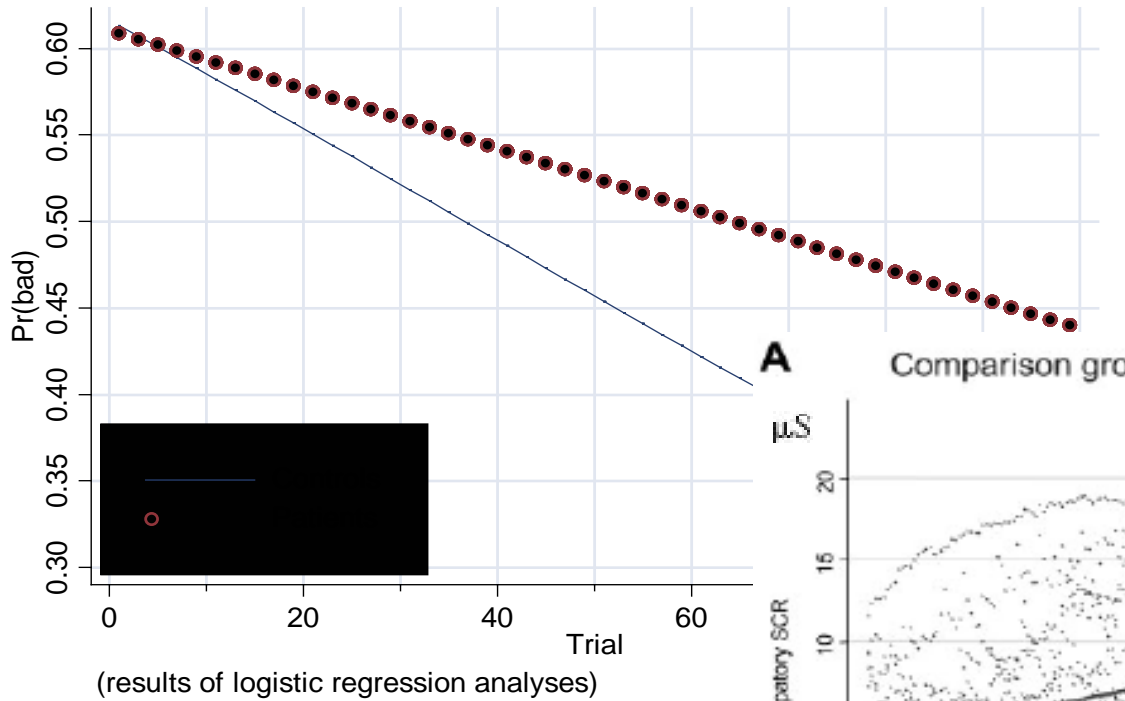 0.60
0.55
0.50
0.45
0.40
0.35
0.30
Pr(bad)
0
20
40
60
Trial
(results of logistic regression analyses)
A
Comparison gro
µS
20
15
10
patory SCR